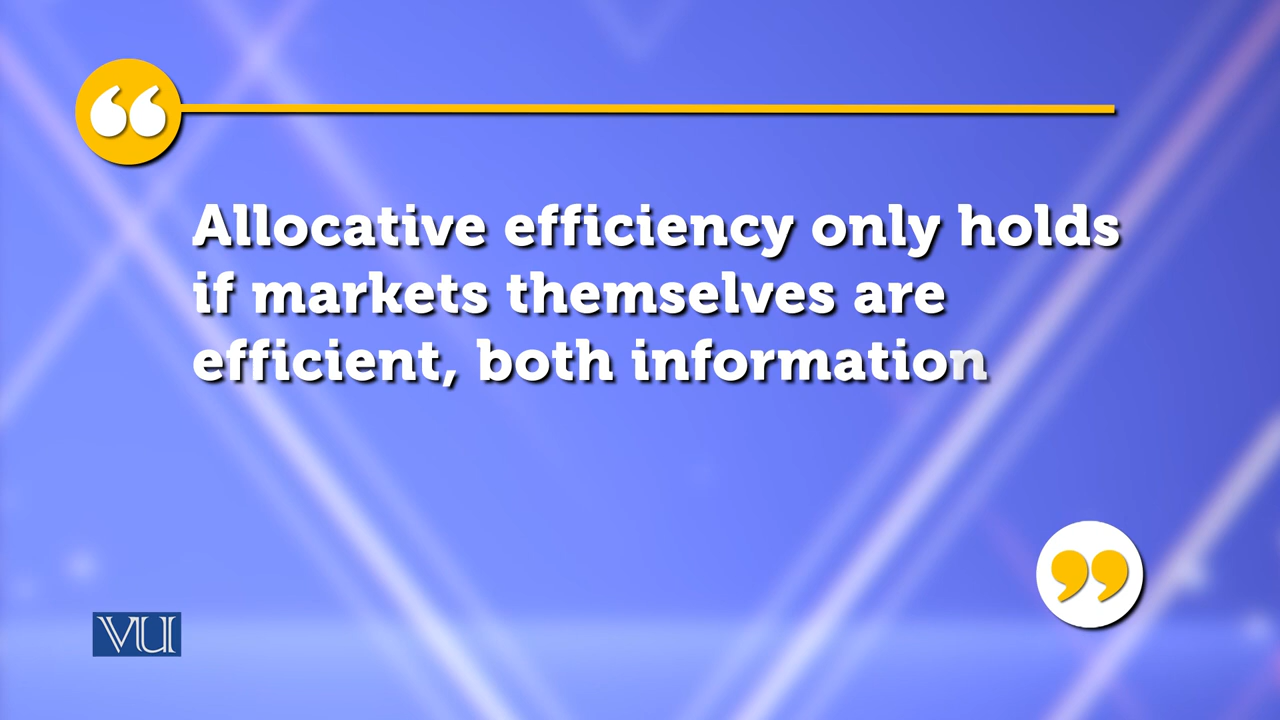 Allocative efficiency only holds
if markets themselves are
efficient, both information
VU